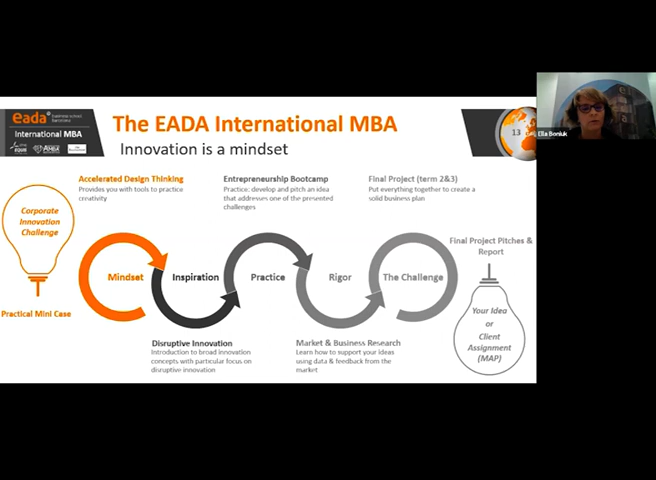 eada business school
barcelona
International MBA
EQUIS
AMBA
The EADA International MBA
Innovation is a mindset
13
Ella Boniuk
Accelerated Design Thinking
Provides you with tools to practice
creativity
Entrepreneurship Bootcamp
Practice: develop and pitch an idea
that addresses one of the presented
challenges
Final Project (term 2&3)
Put everything together to create a
solid business plan
Corporate
Innovation
Challenge
Practical Mini Case
Mindset
Inspiration
Practice
Rigor
The Challenge
Final Project Pitches &
Report
Your Idea
or
Client
Assignment
(MAP)
Disruptive Innovation
Introduction to broad innovation
concepts with particular focus on
disruptive innovation
Market & Business Research
Learn how to support your ideas
using data & feedback from the
market